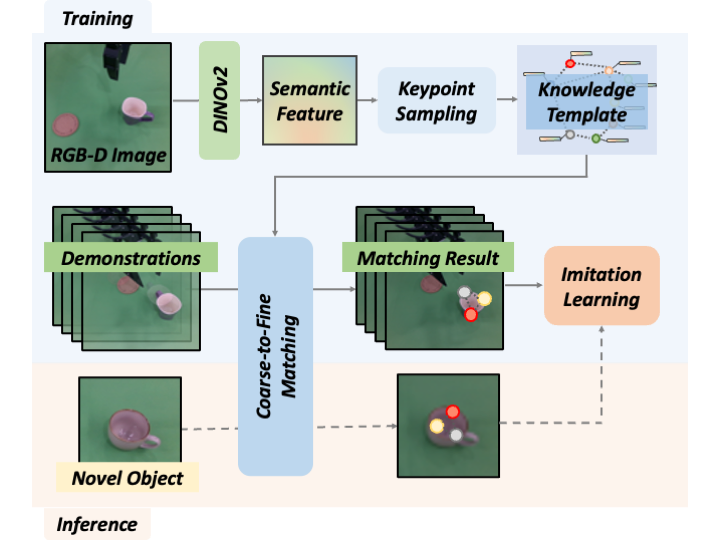 Training
RGB-D Image
DINOv2
Semantic
Feature
Keypoint
Sampling
Knowledge
Template
Demonstrations
Coarse-to-Fine
Matching
Matching Result
Imitation
Learning
Novel Object
Inference